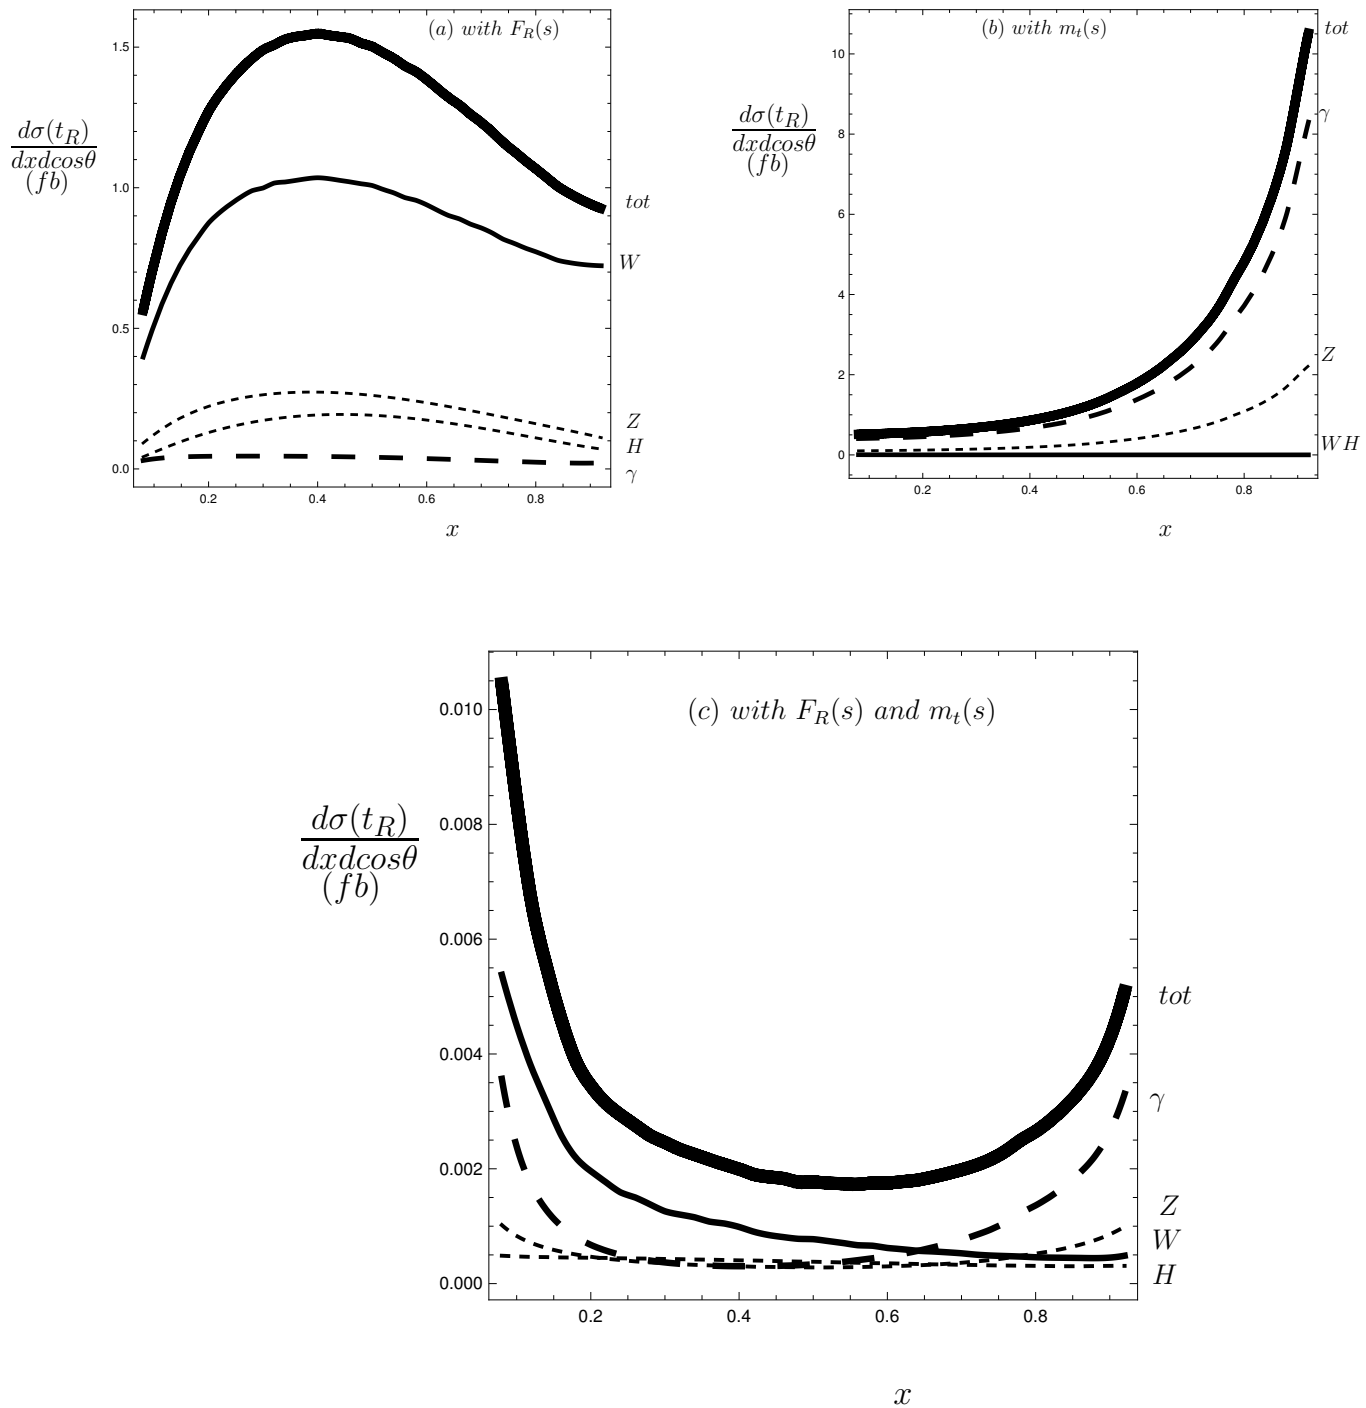 (a) with F_R(s)
1.5
1.0
0.5
0.0
dσ(t_R)
dxdcosθ
(fb)
tot
W
Z
H
γ
0.2 0.4 0.6 0.8
x
(b) with m_t(s)
10
8
6
4
2
0
dσ(t_R)
dxdcosθ
(fb)
tot
γ
Z
WH
0.2 0.4 0.6 0.8
x
(c) with F_R(s) and m_t(s)
0.010
0.008
0.006
0.004
0.002
0.000
dσ(t_R)
dxdcosθ
(fb)
tot
γ
Z
W
H
0.2 0.4 0.6 0.8
x